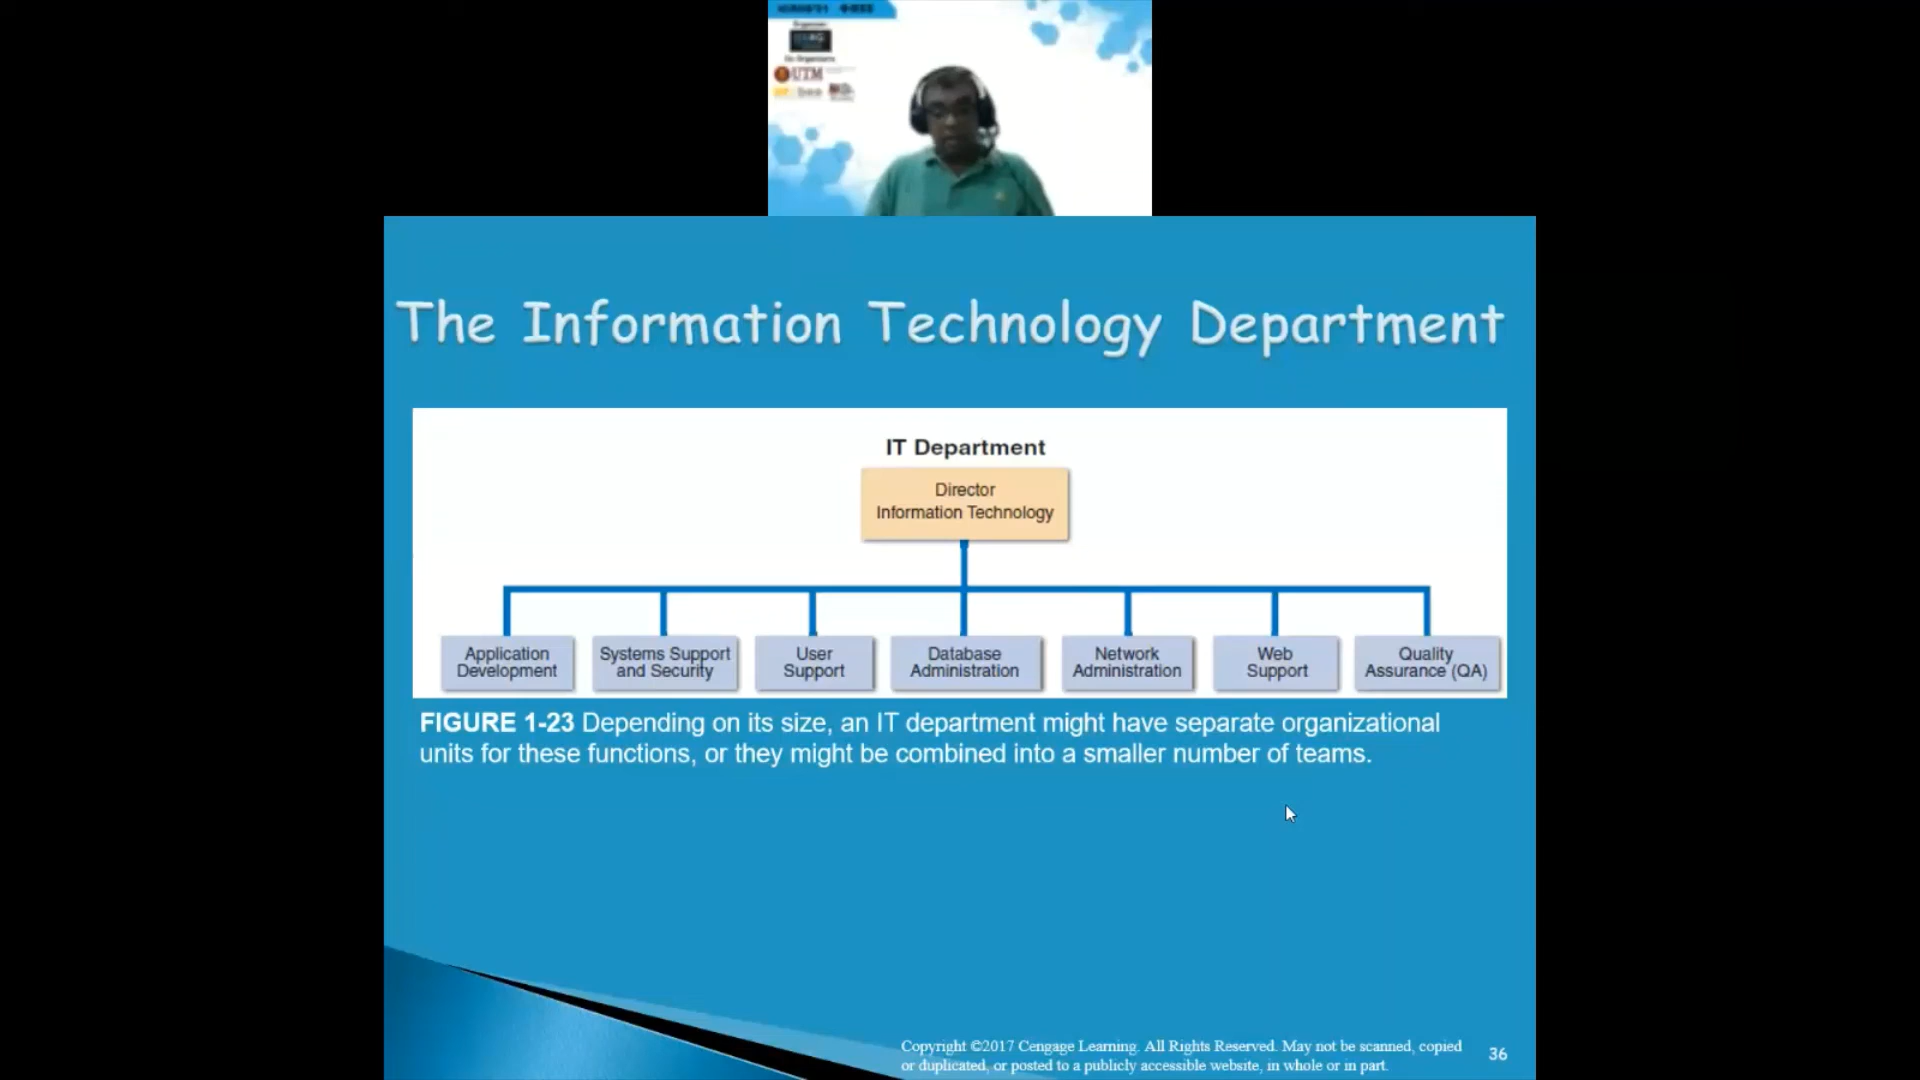 UTM
The Information Technology Department
IT Department
Director
Information Technology
Application
Development
Systems Support
and Security
User
Support
Database
Administration
Network
Administration
Web
Support
Quality
Assurance (QA)
FIGURE 1-23 Depending on its size, an IT department might have separate organizational
units for these functions, or they might be combined into a smaller number of teams.
Copyright ©2017 Cengage Learning. All Rights Reserved. May not be scanned, copied
or duplicated, or posted to a publicly accessible website, in whole or in part.
36